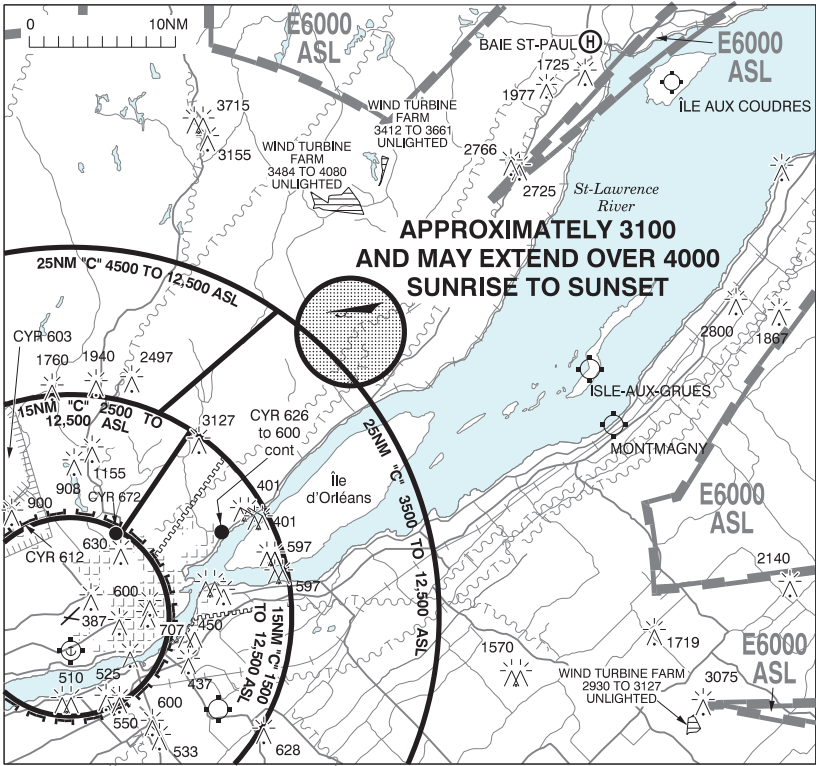 0 10NM
E6000
ASL
BAIE ST-PAUL H
1725
1977
E6000
ASL
ÎLE AUX COUDRES
3715
3155
WIND TURBINE
FARM
3412 TO 3661
UNLIGHTED
WIND TURBINE
FARM
3484 TO 4080
UNLIGHTED
2766
2725
St-Lawrence
River
APPROXIMATELY 3100
AND MAY EXTEND OVER 4000
SUNRISE TO SUNSET
25NM "C" 4500 TO 12,500 ASL
CYR 603
1760
1940
2497
2800
1867
15NM "C" 2500 TO
12,500 ASL
3127
CYR 626
to 600
cont
ISLE-AUX-GRUES
MONTMAGNY
25NM "C" 3500 TO 12,500 ASL
1155
908
CYR 672
900
401
401
Île
d'Orléans
E6000
ASL
CYR 612
630
597
597
2140
600
387
707
450
15NM "C" 1500
TO 12,500 ASL
510
525
437
1570
1719
E6000
ASL
WIND TURBINE FARM
2930 TO 3127
UNLIGHTED
3075
550
600
533
628